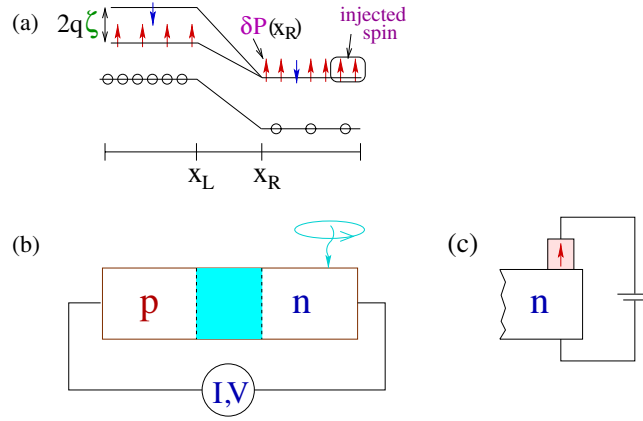 (a)
2qζ
δP(x_R)
injected
spin
x_L
x_R
(b)
p
n
I,V
(c)
n